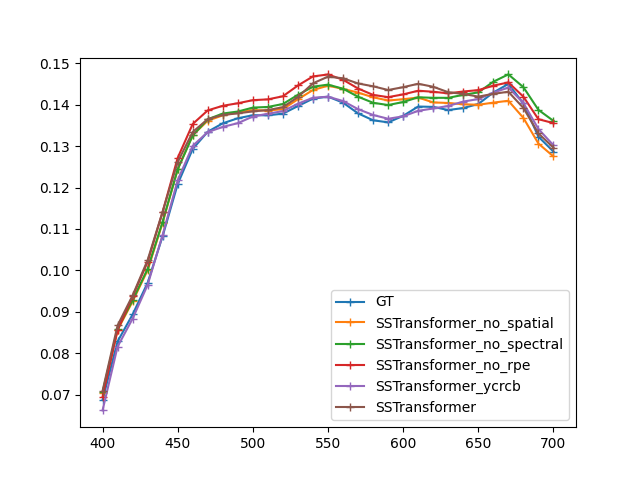 0.15
0.14
0.13
0.12
0.11
0.10
0.09
0.08
0.07
400 450 500 550 600 650 700
GT
SSTransformer_no_spatial
SSTransformer_no_spectral
SSTransformer_no_rpe
SSTransformer_ycrcb
SSTransformer